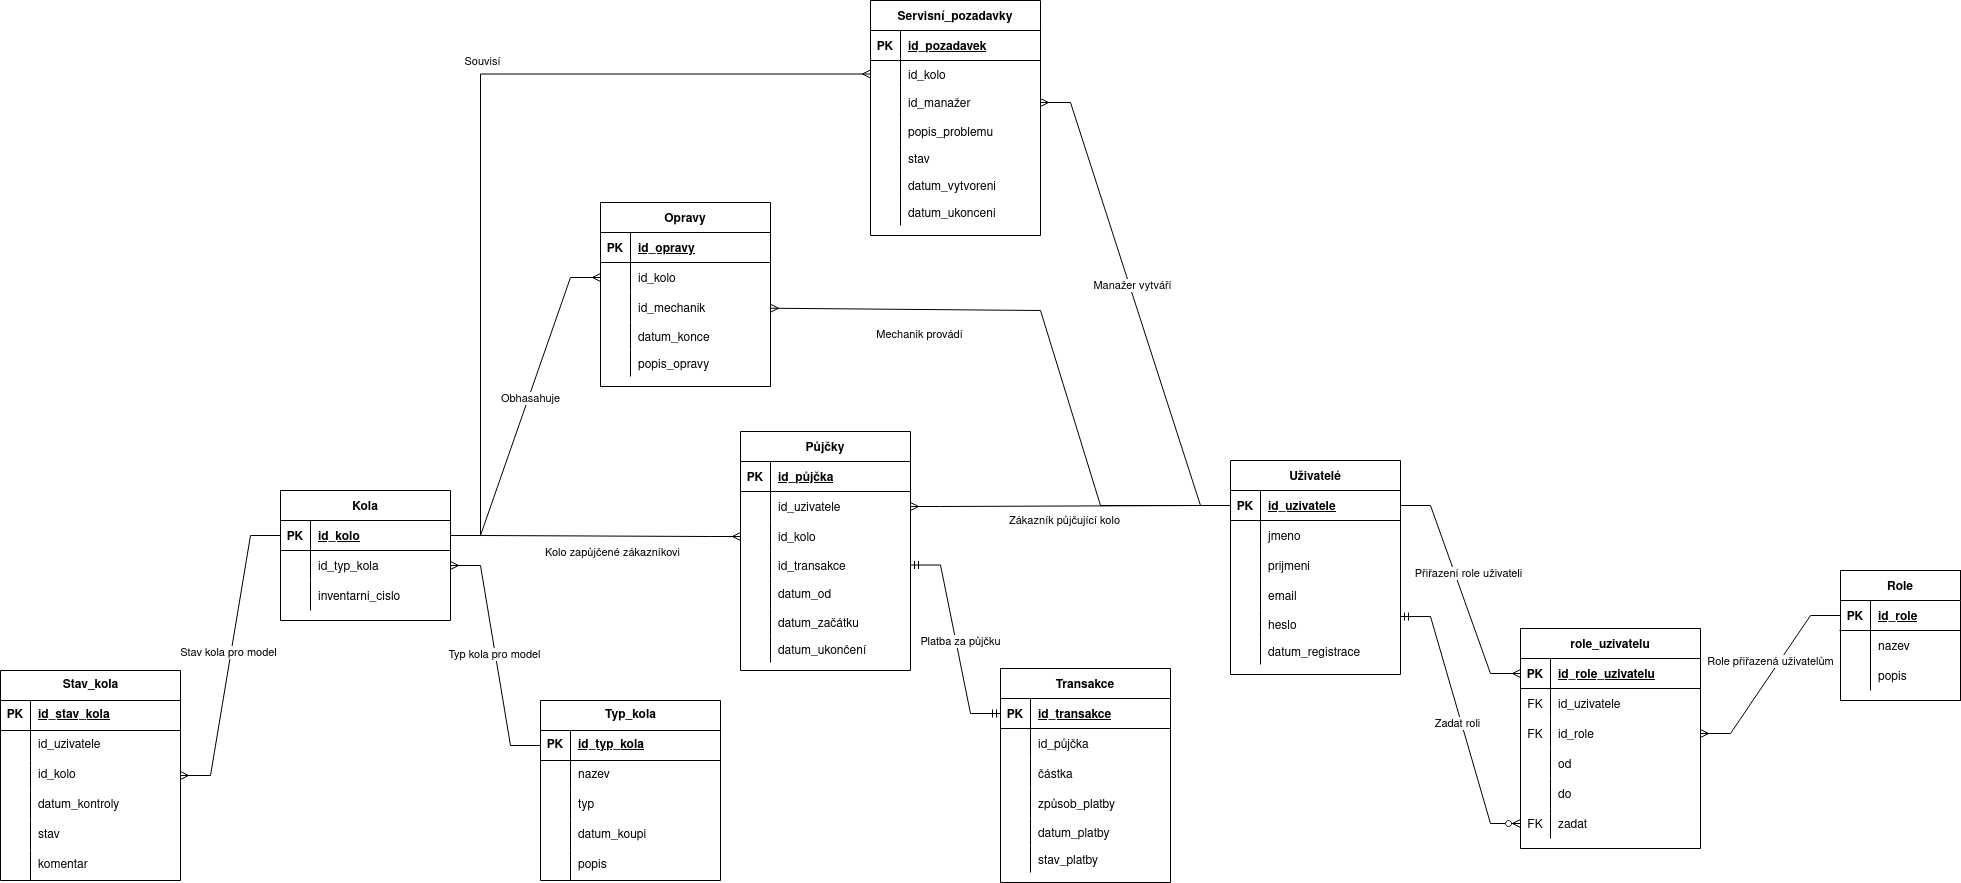 Servisní_pozadavky
PK id_pozadavek
id_kolo
id_manažer
popis_problemu
stav
datum_vytvoreni
datum_ukonceni
Souvisí
Opravy
PK id_opravy
id_kolo
id_mechanik
datum_konce
popis_opravy
Manažer vytváří
Mechanik provádí
Obhasahuje
Půjčky
PK id_půjčka
id_uzivatele
id_kolo
id_transakce
datum_od
datum_začátku
datum_ukončení
Uživatelé
PK id_uzivatele
jmeno
prijmeni
email
heslo
datum_registrace
Kola
PK id_kolo
id_typ_kola
inventarni_cislo
Zákazník půjčující kolo
Kolo zapůjčené zákazníkovi
Přiřazení role uživateli
Role
PK id_role
nazev
popis
Platba za půjčku
Stav kola pro model
Typ kola pro model
role_uzivatelu
PK id_role_uzivatelu
FK id_uzivatele
FK id_role
od
do
FK zadat
Role přiřazená uživatelům
Zadat roli
Stav_kola
PK id_stav_kola
id_uzivatele
id_kolo
datum_kontroly
stav
komentar
Typ_kola
PK id_typ_kola
nazev
typ
datum_koupi
popis
Transakce
PK id_transakce
id_půjčka
částka
způsob_platby
datum_platby
stav_platby